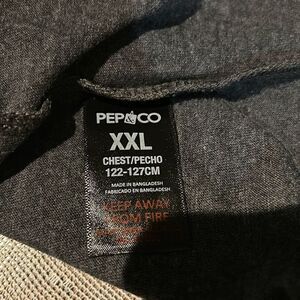 PEP&CO
XXL
CHEST/PECHO
122-127CM
MADE IN BANGLADESH
FABRICADO EN BANGLADESH
KEEP AWAY
FROM FIRE